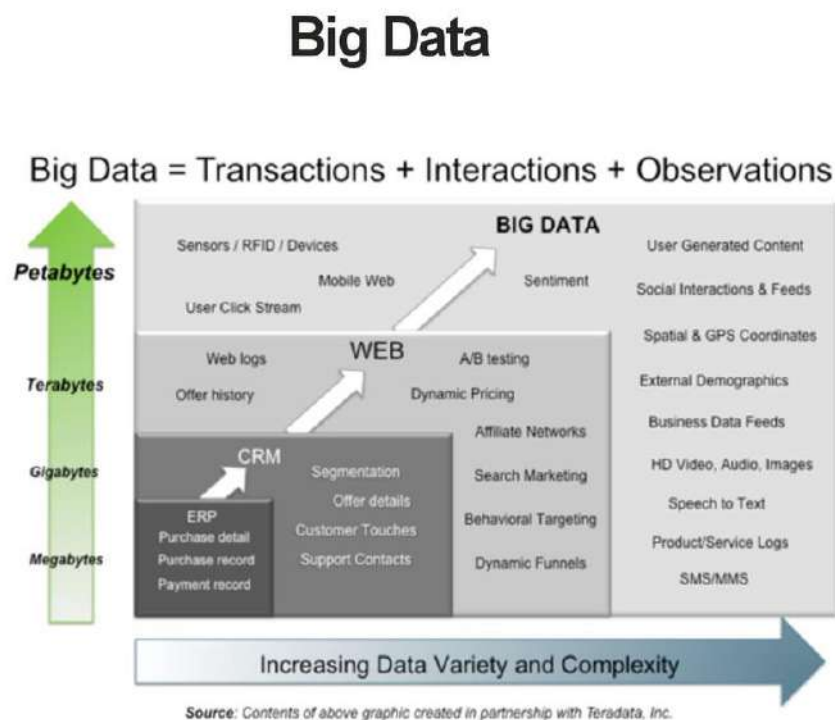 Big Data
Big Data = Transactions + Interactions + Observations
Petabytes
Terabytes
Gigabytes
Megabytes
BIG DATA
Sensors / RFID / Devices
Mobile Web
User Click Stream
Sentiment
User Generated Content
Social Interactions & Feeds
Spatial & GPS Coordinates
External Demographics
Business Data Feeds
HD Video, Audio, Images
Speech to Text
Product/Service Logs
SMS/MMS
WEB
Web logs
Offer history
A/B testing
Dynamic Pricing
Affiliate Networks
Search Marketing
Behavioral Targeting
Dynamic Funnels
CRM
Segmentation
Offer details
Customer Touches
Support Contacts
ERP
Purchase detail
Purchase record
Payment record
Increasing Data Variety and Complexity
Source: Contents of above graphic created in partnership with Teradata, Inc.